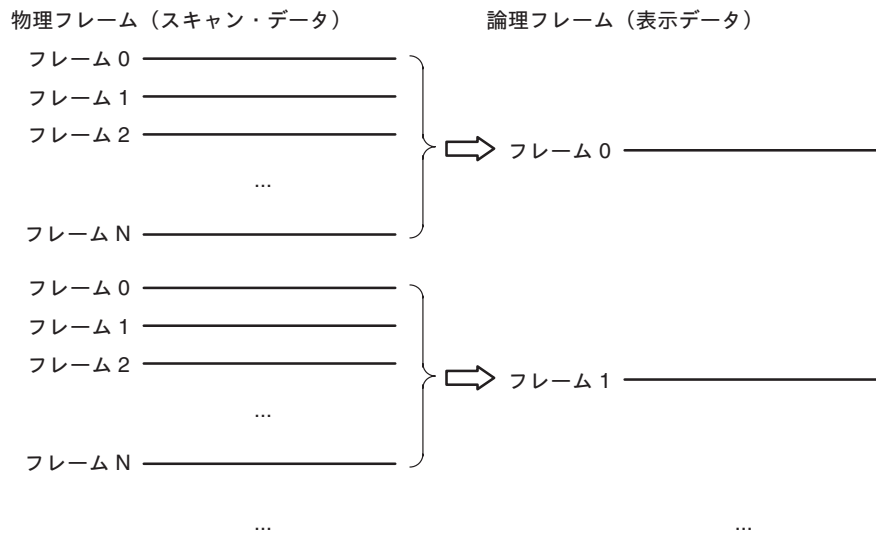 物理フレーム（スキャン・データ）
論理フレーム（表示データ）
フレーム 0
フレーム 1
フレーム 2
...
フレーム N
フレーム 0
フレーム 0
フレーム 1
フレーム 2
...
フレーム N
フレーム 1
...
...